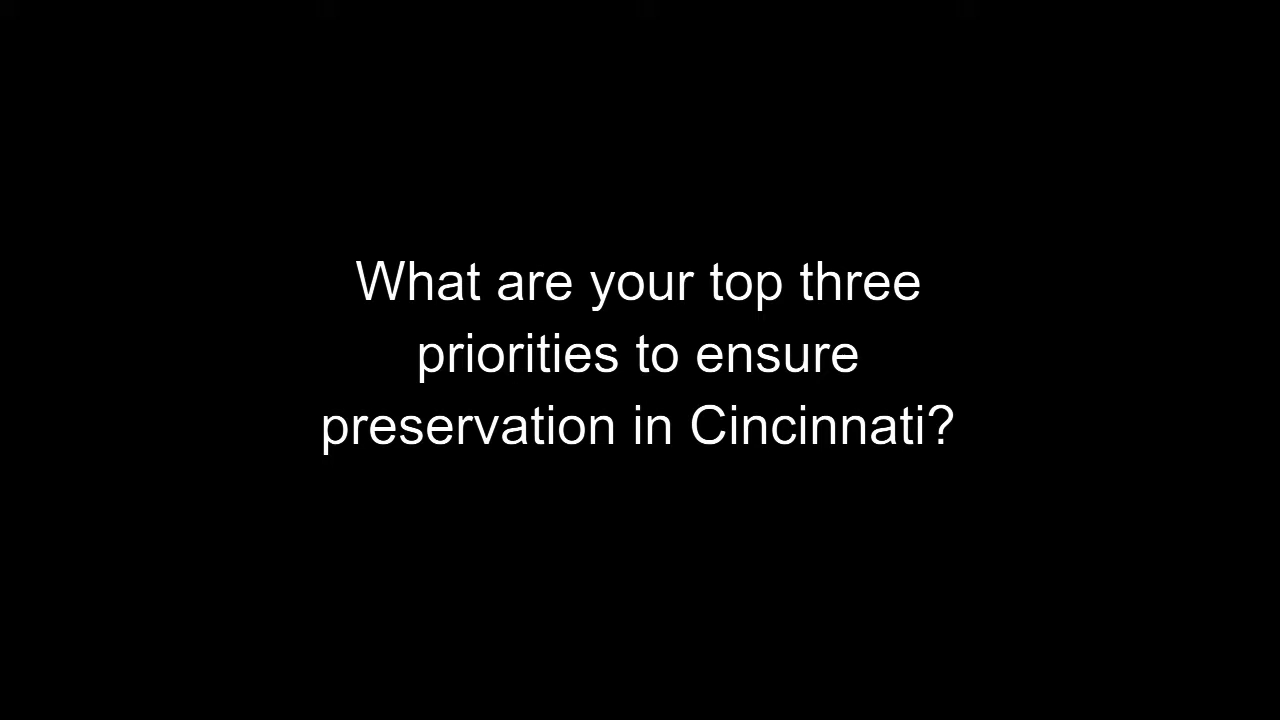 What are your top three
priorities to ensure
preservation in Cincinnati?